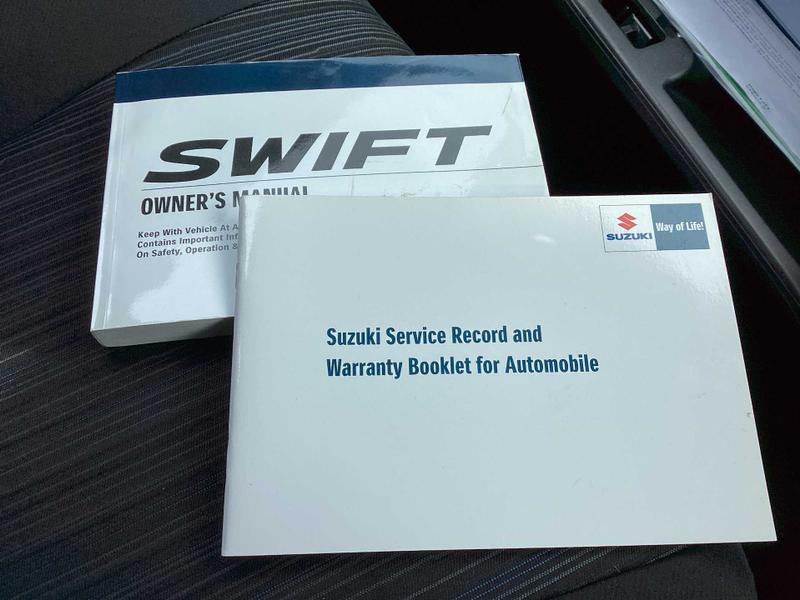 SWIFT
OWNER'S MANUAL
Keep With Vehicle At
Contains Important
On Safety, Operation &
SUZUKI
Way of Life!
Suzuki Service Record and
Warranty Booklet for Automobile